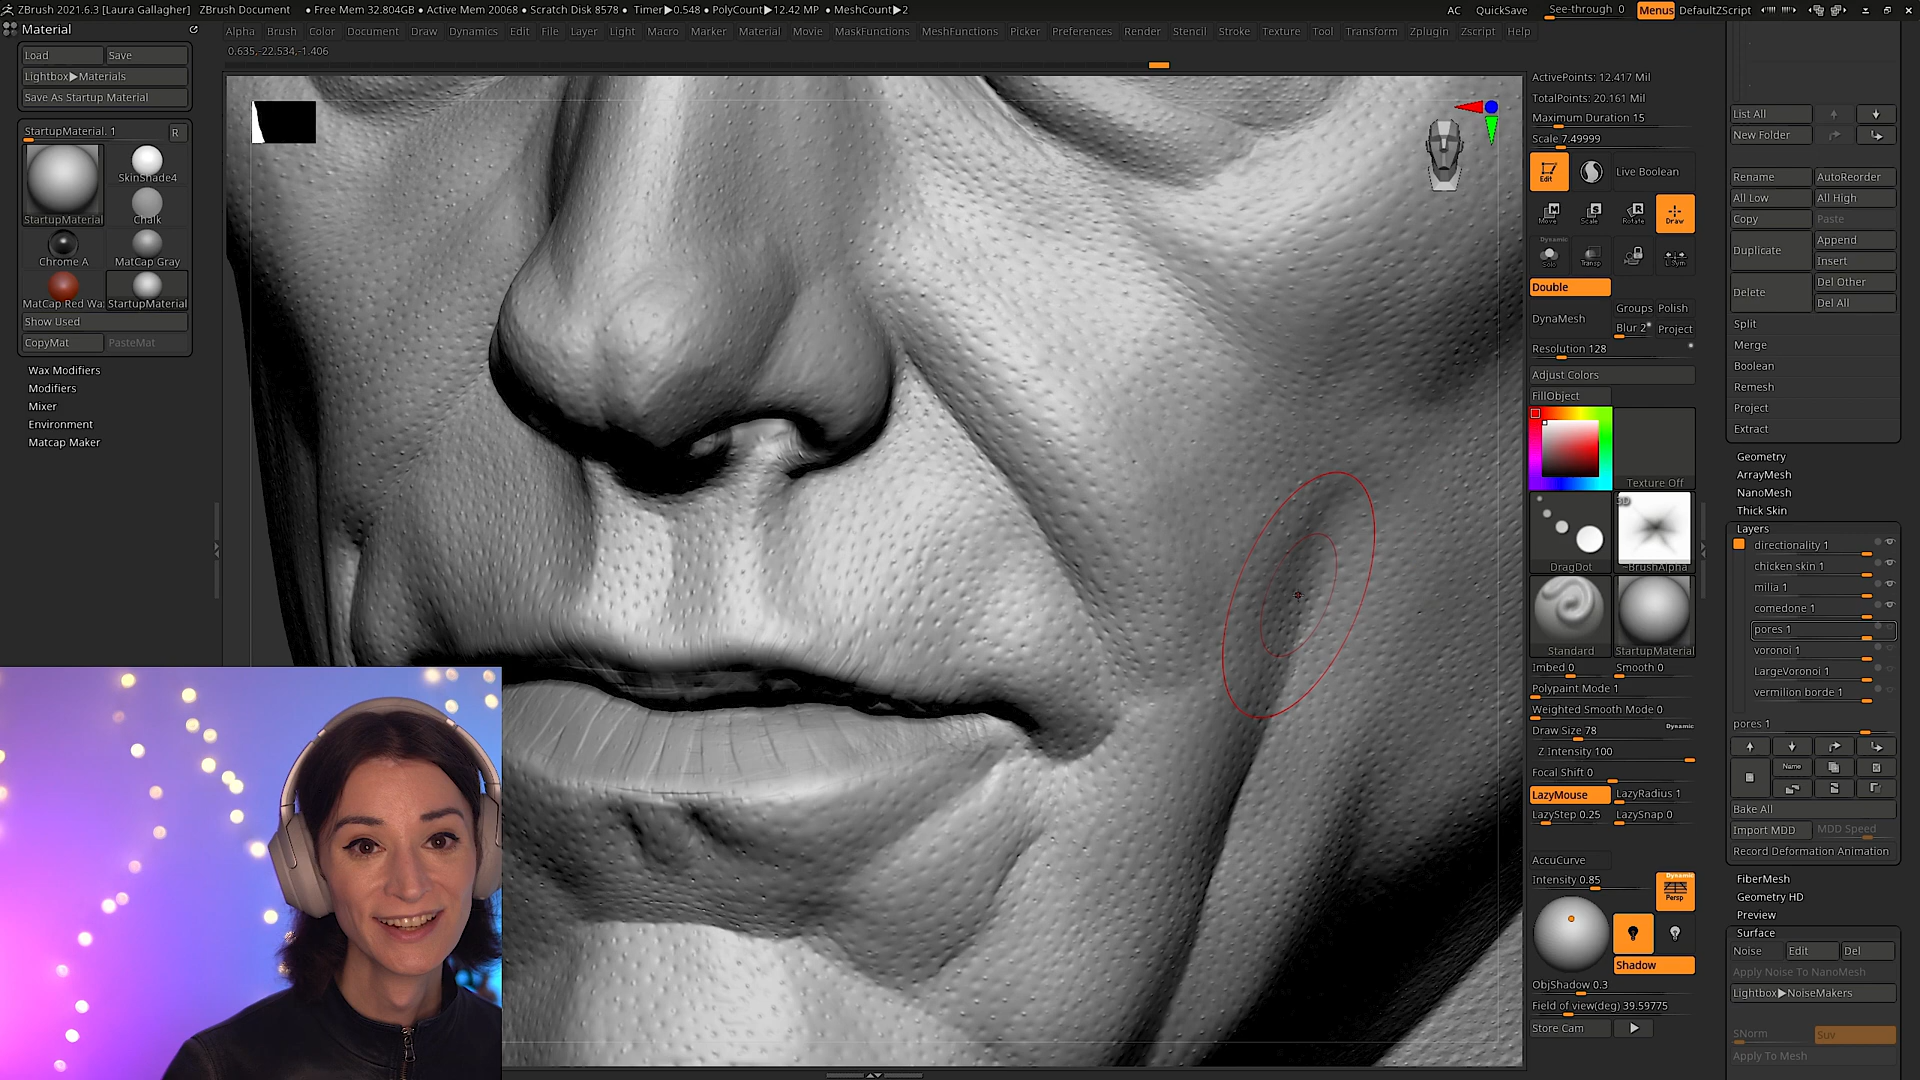 ZBrush 2021.6.3 [Laura Gallagher] ZBrush Document • Free Mem 32.804GB • Active Mem 20068 • Scratch Disk 8578 • Timer▶0.548 • PolyCount▶12.42 MP • MeshCount▶2
AC QuickSave See-through 0 Menus DefaultZScript
Material
Alpha Brush Color Document Draw Dynamics Edit File Layer Light Macro Marker Material Movie MaskFunctions MeshFunctions Picker Preferences Render Stencil Stroke Texture Tool Transform Zplugin Zscript Help
0.635,-22.534,-1.406
Load Save
Lightbox▶Materials
Save As Startup Material
StartupMaterial. 1 R
SkinShade4
StartupMaterial Chalk
Chrome A MatCap Gray
MatCap Red Wa StartupMaterial
Show Used
CopyMat PasteMat
Wax Modifiers
Modifiers
Mixer
Environment
Matcap Maker
ActivePoints: 12.417 Mil
TotalPoints: 20.161 Mil
Maximum Duration 15
Scale 7.49999
Edit Live Boolean
Move Scale Rotate Draw
Dynamic
Solo Transp L.Sym
Double
DynaMesh Groups Polish
Blur 2 Project
Resolution 128
Adjust Colors
FillObject
Texture Off
DragDot ~BrushAlpha
Standard StartupMaterial
Imbed 0 Smooth 0
Polypaint Mode 1
Weighted Smooth Mode 0
Dynamic
Draw Size 78
Z Intensity 100
Focal Shift 0
LazyMouse LazyRadius 1
LazyStep 0.25 LazySnap 0
AccuCurve
Intensity 0.85
Dynamic
Persp
Shadow
ObjShadow 0.3
Field of view(deg) 39.59775
Store Cam
List All
New Folder
Rename AutoReorder
All Low All High
Copy Paste
Duplicate Append
Insert
Delete Del Other
Del All
Split
Merge
Boolean
Remesh
Project
Extract
Geometry
ArrayMesh
NanoMesh
Thick Skin
Layers
directionality 1
chicken skin 1
milia 1
comedone 1
pores 1
voronoi 1
LargeVoronoi 1
vermilion borde 1
pores 1
Name
Bake All
Import MDD MDD Speed
Record Deformation Animation
FiberMesh
Geometry HD
Preview
Surface
Noise Edit Del
Apply Noise To NanoMesh
Lightbox▶NoiseMakers
SNorm Suv
Apply To Mesh